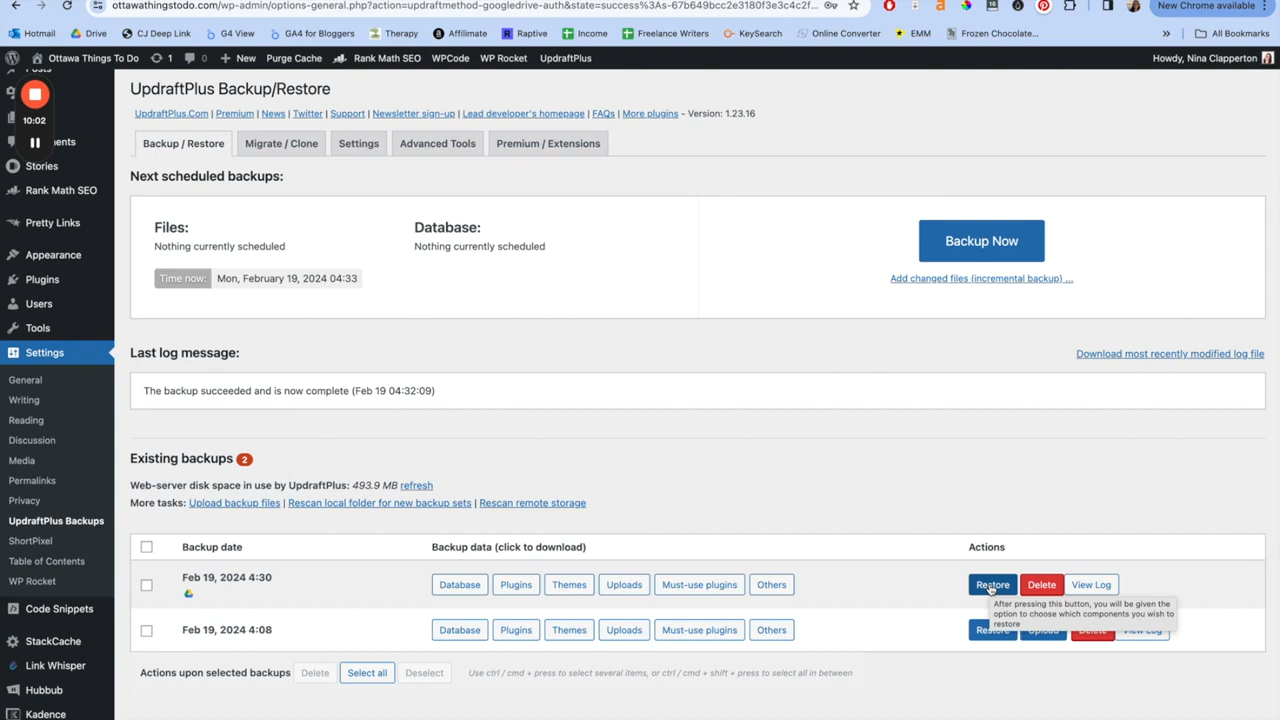 ottawathingstodo.com/wp-admin/options-general.php?action=updraftmethod-googledrive-auth&state=success%3As-67b649bcc2e3180f3e3c4c2f...
New Chrome available
Hotmail Drive CJ Deep Link G4 View GA4 for Bloggers Therapy Affilimate Raptive Income Freelance Writers KeySearch Online Converter EMM Frozen Chocolate... » All Bookmarks
Ottawa Things To Do 1 0 + New Purge Cache Rank Math SEO WPCode WP Rocket UpdraftPlus Howdy, Nina Clapperton
Posts
10:02
ments
Stories
Rank Math SEO
Pretty Links
Appearance
Plugins
Users
Tools
Settings
General
Writing
Reading
Discussion
Media
Permalinks
Privacy
UpdraftPlus Backups
ShortPixel
Table of Contents
WP Rocket
Code Snippets
StackCache
Link Whisper
Hubbub
Kadence
UpdraftPlus Backup/Restore
UpdraftPlus.Com | Premium | News | Twitter | Support | Newsletter sign-up | Lead developer's homepage | FAQs | More plugins - Version: 1.23.16
Backup / Restore Migrate / Clone Settings Advanced Tools Premium / Extensions
Next scheduled backups:
Files: Database:
Nothing currently scheduled Nothing currently scheduled
Time now: Mon, February 19, 2024 04:33
Backup Now
Add changed files (incremental backup) ...
Last log message: Download most recently modified log file
The backup succeeded and is now complete (Feb 19 04:32:09)
Existing backups 2
Web-server disk space in use by UpdraftPlus: 493.9 MB refresh
More tasks: Upload backup files | Rescan local folder for new backup sets | Rescan remote storage
Backup date Backup data (click to download) Actions
Feb 19, 2024 4:30 Database Plugins Themes Uploads Must-use plugins Others Restore Delete View Log
After pressing this button, you will be given the
option to choose which components you wish to
restore
Feb 19, 2024 4:08 Database Plugins Themes Uploads Must-use plugins Others Restore Upload Delete View Log
Actions upon selected backups Delete Select all Deselect Use ctrl / cmd + press to select several items, or ctrl / cmd + shift + press to select all in between